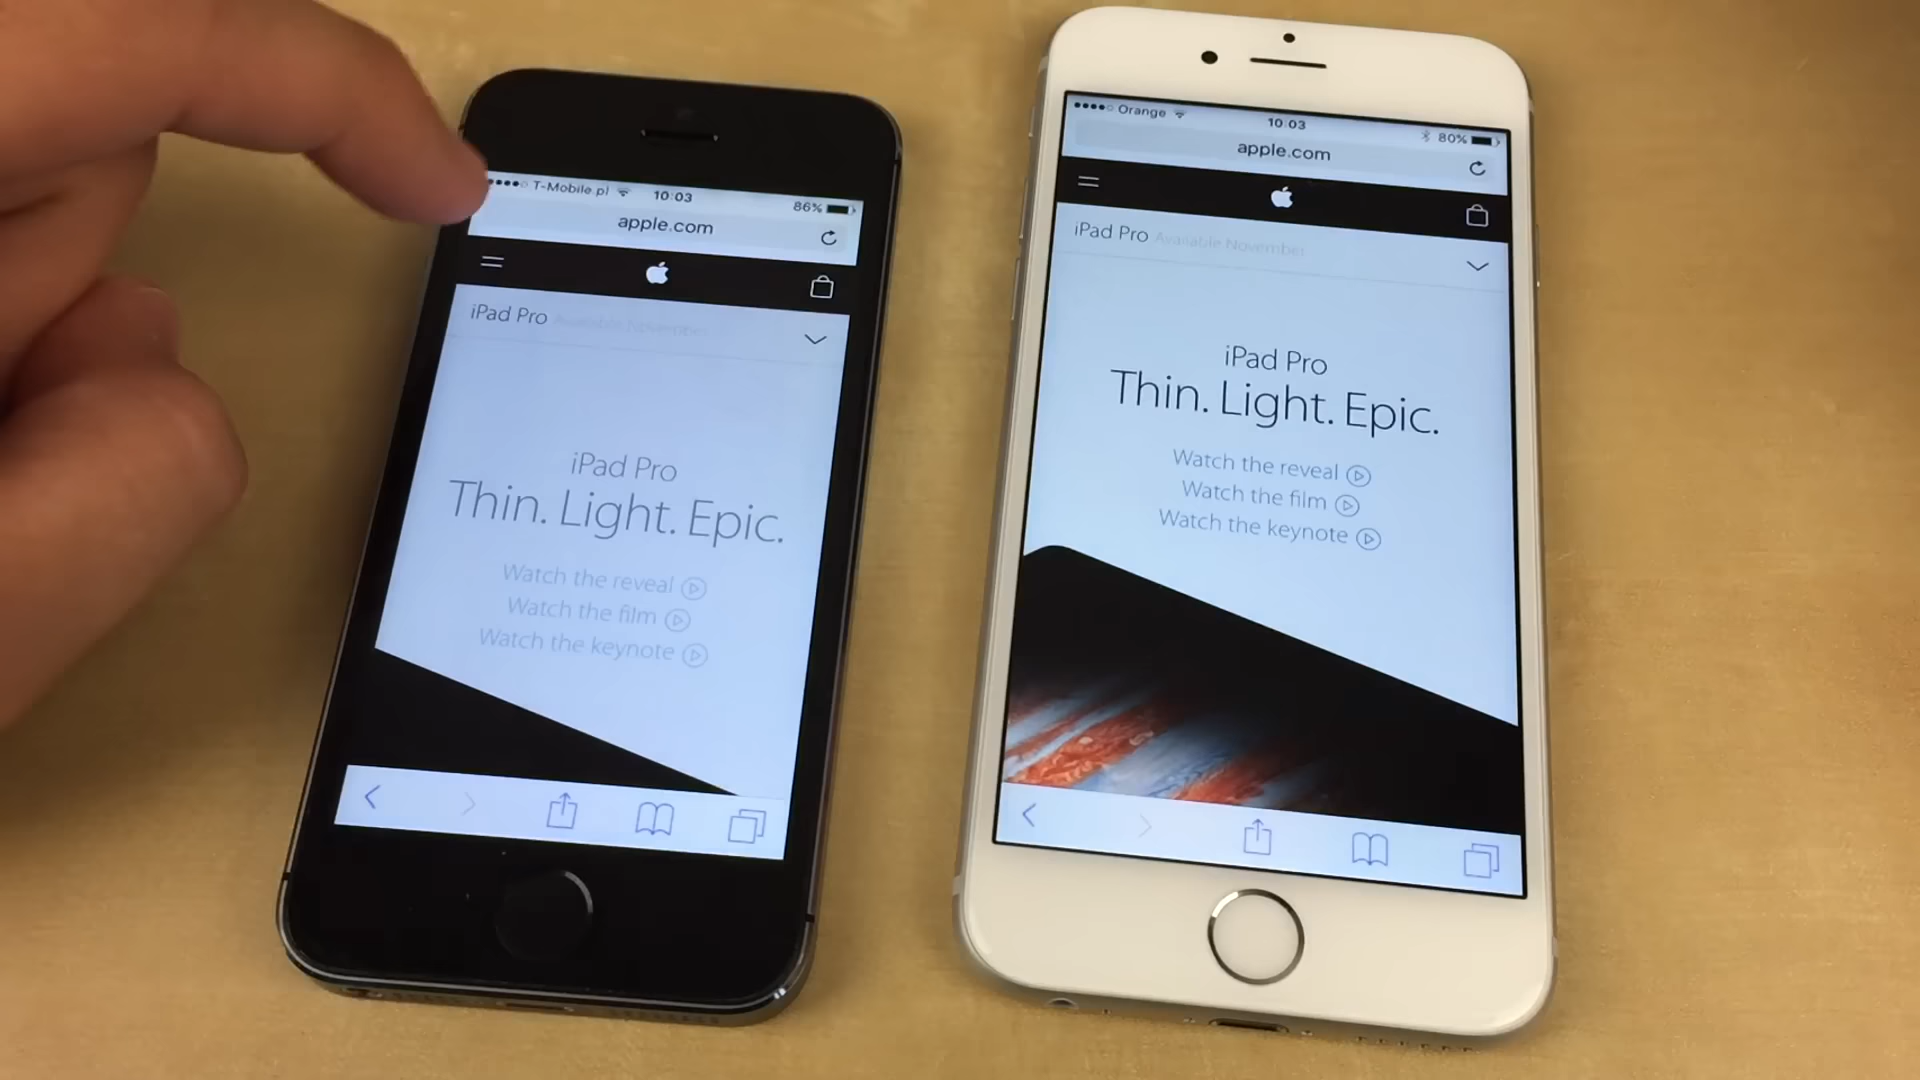 T-Mobile.pl 10:03 86%
apple.com
iPad Pro Available November
iPad Pro
Thin. Light. Epic.
Watch the reveal
Watch the film
Watch the keynote
Orange 10:03 80%
apple.com
iPad Pro Available November
iPad Pro
Thin. Light. Epic.
Watch the reveal
Watch the film
Watch the keynote